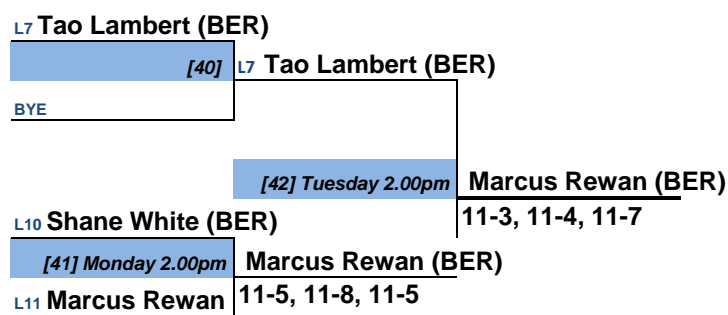 L7 Tao Lambert (BER)
[40] L7 Tao Lambert (BER)
BYE
[42] Tuesday 2.00pm Marcus Rewan (BER)
L10 Shane White (BER) 11-3, 11-4, 11-7
[41] Monday 2.00pm Marcus Rewan (BER)
L11 Marcus Rewan 11-5, 11-8, 11-5